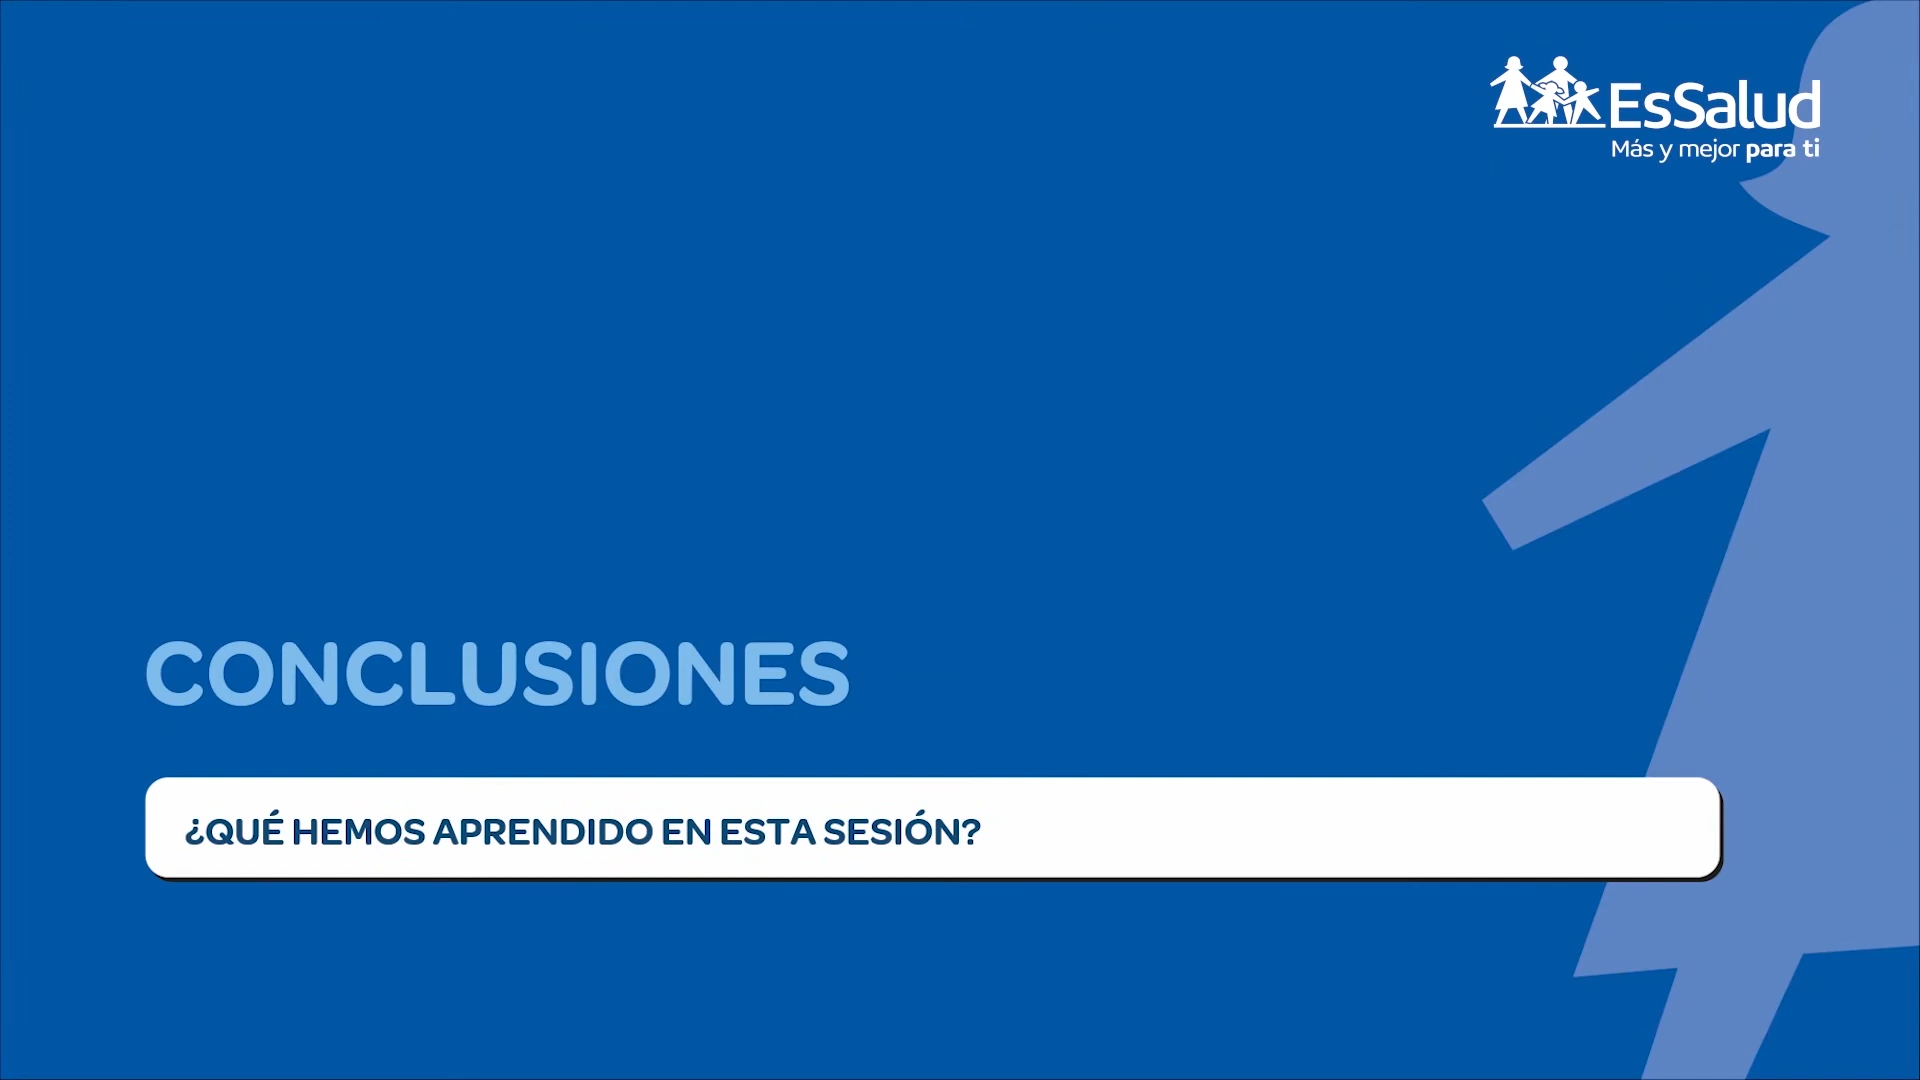 EsSalud
Más y mejor para ti
CONCLUSIONES
¿QUÉ HEMOS APRENDIDO EN ESTA SESIÓN?